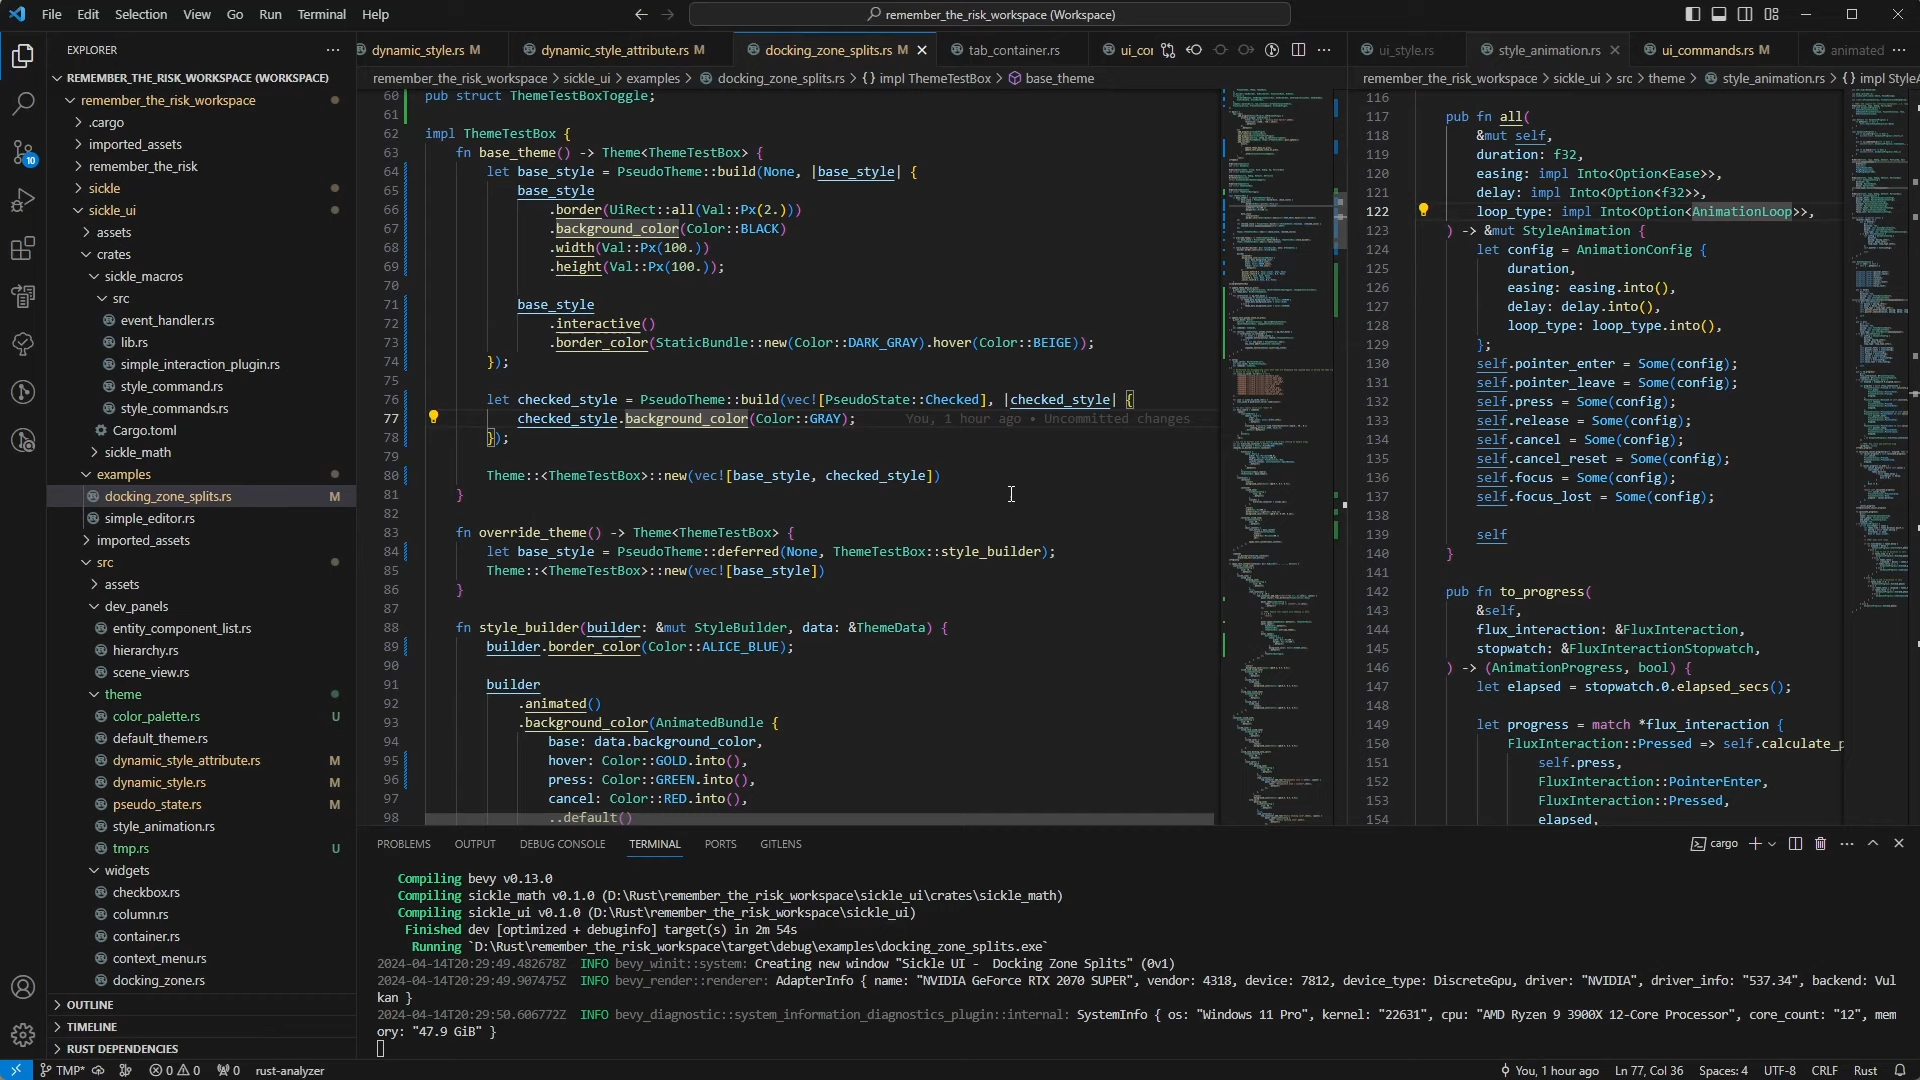 File Edit Selection View Go Run Terminal Help
remember_the_risk_workspace (Workspace)
EXPLORER
REMEMBER_THE_RISK_WORKSPACE (WORKSPACE)
remember_the_risk_workspace
.cargo
imported_assets
remember_the_risk
sickle
sickle_ui
assets
crates
sickle_macros
src
event_handler.rs
lib.rs
simple_interaction_plugin.rs
style_command.rs
style_commands.rs
Cargo.toml
sickle_math
examples
docking_zone_splits.rs M
simple_editor.rs
imported_assets
src
assets
dev_panels
entity_component_list.rs
hierarchy.rs
scene_view.rs
theme
color_palette.rs U
default_theme.rs
dynamic_style_attribute.rs M
dynamic_style.rs M
pseudo_state.rs M
style_animation.rs
tmp.rs U
widgets
checkbox.rs
column.rs
container.rs
context_menu.rs
docking_zone.rs
OUTLINE
TIMELINE
RUST DEPENDENCIES
10
dynamic_style.rs M dynamic_style_attribute.rs M docking_zone_splits.rs M tab_container.rs ui_cor
remember_the_risk_workspace > sickle_ui > examples > docking_zone_splits.rs > {} impl ThemeTestBox > base_theme
60 pub struct ThemeTestBoxToggle;
61
62 impl ThemeTestBox {
63 fn base_theme() -> Theme<ThemeTestBox> {
64 let base_style = PseudoTheme::build(None, |base_style| {
65 base_style
66 .border(UiRect::all(Val::Px(2.)))
67 .background_color(Color::BLACK)
68 .width(Val::Px(100.))
69 .height(Val::Px(100.));
70
71 base_style
72 .interactive()
73 .border_color(StaticBundle::new(Color::DARK_GRAY).hover(Color::BEIGE));
74 });
75
76 let checked_style = PseudoTheme::build(vec![PseudoState::Checked], |checked_style| {
77 checked_style.background_color(Color::GRAY); You, 1 hour ago • Uncommitted changes
78 });
79
80 Theme::<ThemeTestBox>::new(vec![base_style, checked_style])
81 }
82
83 fn override_theme() -> Theme<ThemeTestBox> {
84 let base_style = PseudoTheme::deferred(None, ThemeTestBox::style_builder);
85 Theme::<ThemeTestBox>::new(vec![base_style])
86 }
87
88 fn style_builder(builder: &mut StyleBuilder, data: &ThemeData) {
89 builder.border_color(Color::ALICE_BLUE);
90
91 builder
92 .animated()
93 .background_color(AnimatedBundle {
94 base: data.background_color,
95 hover: Color::GOLD.into(),
96 press: Color::GREEN.into(),
97 cancel: Color::RED.into(),
98 ..default()
ui_style.rs style_animation.rs ui_commands.rs M animated
remember_the_risk_workspace > sickle_ui > src > theme > style_animation.rs > {} impl StyleA
116
117 pub fn all(
118 &mut self,
119 duration: f32,
120 easing: impl Into<Option<Ease>>,
121 delay: impl Into<Option<f32>>,
122 loop_type: impl Into<Option<AnimationLoop>>,
123 ) -> &mut StyleAnimation {
124 let config = AnimationConfig {
125 duration,
126 easing: easing.into(),
127 delay: delay.into(),
128 loop_type: loop_type.into(),
129 };
130 self.pointer_enter = Some(config);
131 self.pointer_leave = Some(config);
132 self.press = Some(config);
133 self.release = Some(config);
134 self.cancel = Some(config);
135 self.cancel_reset = Some(config);
136 self.focus = Some(config);
137 self.focus_lost = Some(config);
138
139 self
140 }
141
142 pub fn to_progress(
143 &self,
144 flux_interaction: &FluxInteraction,
145 stopwatch: &FluxInteractionStopwatch,
146 ) -> (AnimationProgress, bool) {
147 let elapsed = stopwatch.0.elapsed_secs();
148
149 let progress = match *flux_interaction {
150 FluxInteraction::Pressed => self.calculate_p
151 self.press,
152 FluxInteraction::PointerEnter,
153 FluxInteraction::Pressed,
154 elapsed,
PROBLEMS OUTPUT DEBUG CONSOLE TERMINAL PORTS GITLENS
cargo
Compiling bevy v0.13.0
Compiling sickle_math v0.1.0 (D:\Rust\remember_the_risk_workspace\sickle_ui\crates\sickle_math)
Compiling sickle_ui v0.1.0 (D:\Rust\remember_the_risk_workspace\sickle_ui)
Finished dev [optimized + debuginfo] target(s) in 2m 54s
Running `D:\Rust\remember_the_risk_workspace\target\debug\examples\docking_zone_splits.exe`
2024-04-14T20:29:49.482678Z INFO bevy_winit::system: Creating new window "Sickle UI - Docking Zone Splits" (0v1)
2024-04-14T20:29:49.907475Z INFO bevy_render::renderer: AdapterInfo { name: "NVIDIA GeForce RTX 2070 SUPER", vendor: 4318, device: 7812, device_type: DiscreteGpu, driver: "NVIDIA", driver_info: "537.34", backend: Vul
kan }
2024-04-14T20:29:50.606772Z INFO bevy_diagnostic::system_information_diagnostics_plugin::internal: SystemInfo { os: "Windows 11 Pro", kernel: "22631", cpu: "AMD Ryzen 9 3900X 12-Core Processor", core_count: "12", mem
ory: "47.9 GiB" }
TMP* 0 0 0 rust-analyzer You, 1 hour ago Ln 77, Col 36 Spaces: 4 UTF-8 CRLF Rust